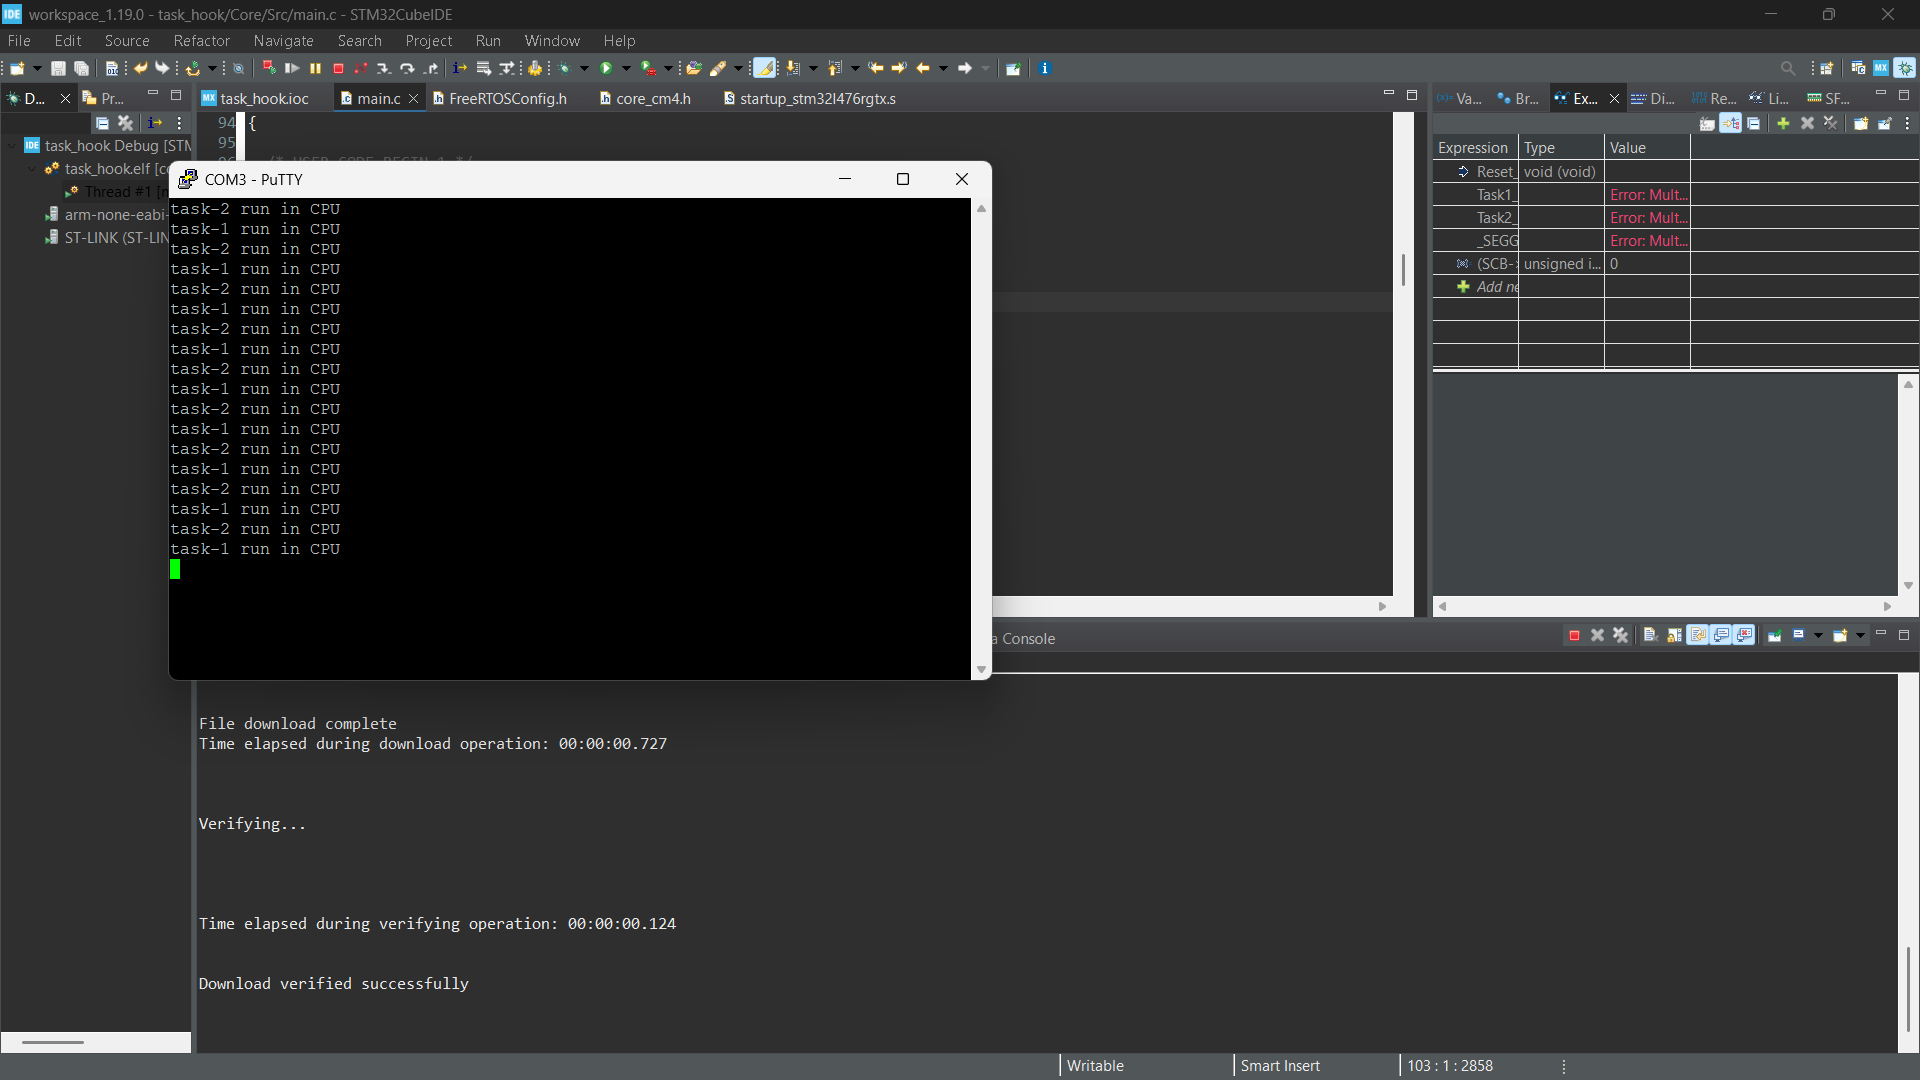 IDE workspace_1.19.0 - task_hook/Core/Src/main.c - STM32CubeIDE
File Edit Source Refactor Navigate Search Project Run Window Help
D... Pr...
MX task_hook.ioc main.c FreeRTOSConfig.h core_cm4.h startup_stm32l476rgtx.s
Va... Br... Ex... Di... Re... Li... SF...
IDE task_hook Debug [STM
task_hook.elf [co
Thread #1 [m
arm-none-eabi-
ST-LINK (ST-LIN
94 {
95
COM3 - PuTTY
task-2 run in CPU
task-1 run in CPU
task-2 run in CPU
task-1 run in CPU
task-2 run in CPU
task-1 run in CPU
task-2 run in CPU
task-1 run in CPU
task-2 run in CPU
task-1 run in CPU
task-2 run in CPU
task-1 run in CPU
task-2 run in CPU
task-1 run in CPU
task-2 run in CPU
task-1 run in CPU
task-2 run in CPU
task-1 run in CPU
Expression Type Value
Reset_ void (void)
Task1_ Error: Mult...
Task2_ Error: Mult...
_SEGG Error: Mult...
(SCB-> unsigned i... 0
Add ne
a Console
File download complete
Time elapsed during download operation: 00:00:00.727
Verifying...
Time elapsed during verifying operation: 00:00:00.124
Download verified successfully
Writable Smart Insert 103 : 1 : 2858